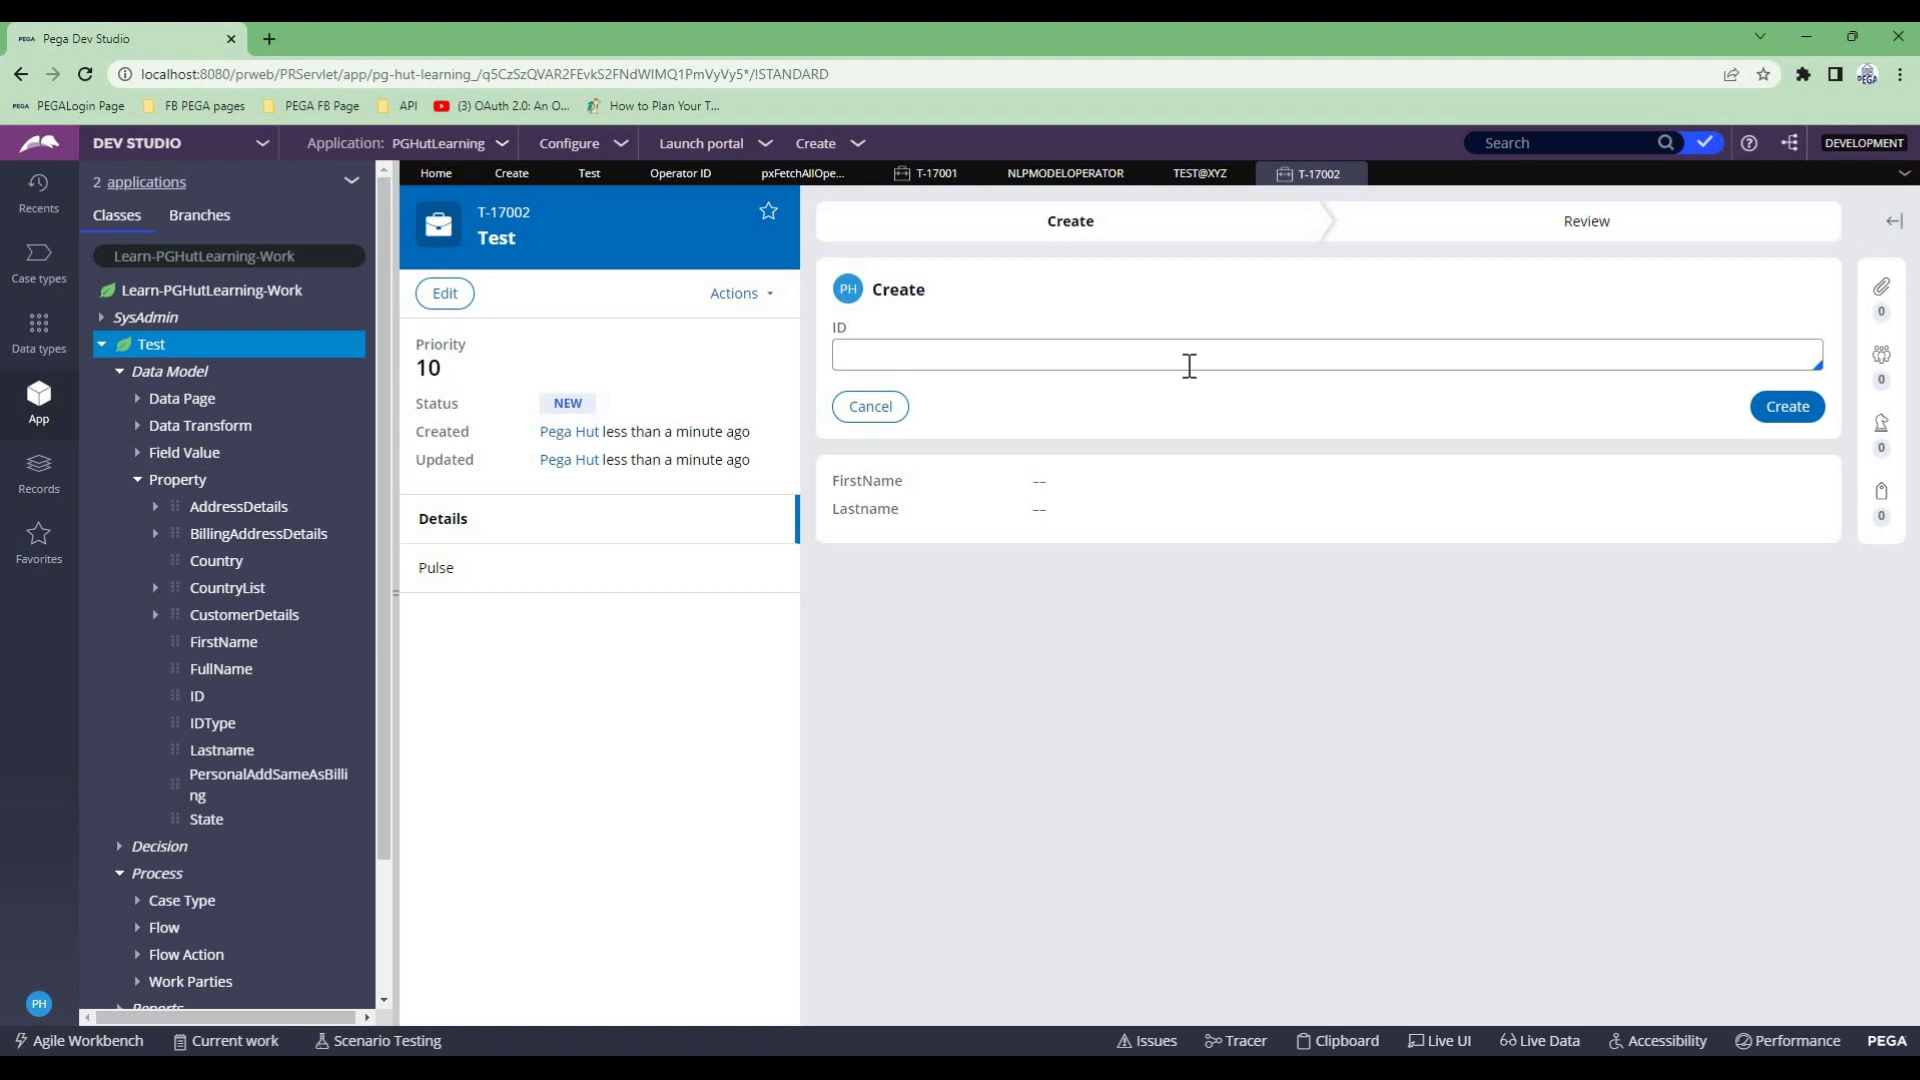 PEGA Pega Dev Studio
localhost:8080/prweb/PRServlet/app/pg-hut-learning_/q5CzSzQVAR2FEvkS2FNdWIMQ1PmVyVy5*/!STANDARD
PEGA PEGALogin Page FB PEGA pages PEGA FB Page API (3) OAuth 2.0: An O... How to Plan Your T...
DEV STUDIO Application: PGHutLearning Configure Launch portal Create Search DEVELOPMENT
Home Create Test Operator ID pxFetchAllOpe... T-17001 NLPMODELOPERATOR TEST@XYZ T-17002
Recents
Case types
Data types
App
Records
Favorites
PH
2 applications
Classes Branches
Learn-PGHutLearning-Work
Learn-PGHutLearning-Work
SysAdmin
Test
Data Model
Data Page
Data Transform
Field Value
Property
AddressDetails
BillingAddressDetails
Country
CountryList
CustomerDetails
FirstName
FullName
ID
IDType
Lastname
PersonalAddSameAsBilli
ng
State
Decision
Process
Case Type
Flow
Flow Action
Work Parties
Reports
T-17002
Test
Edit Actions
Priority
10
Status NEW
Created Pega Hut less than a minute ago
Updated Pega Hut less than a minute ago
Details
Pulse
Create Review
PH Create
ID
Cancel Create
FirstName --
Lastname --
0
0
0
0
Agile Workbench Current work Scenario Testing Issues Tracer Clipboard Live UI Live Data Accessibility Performance PEGA